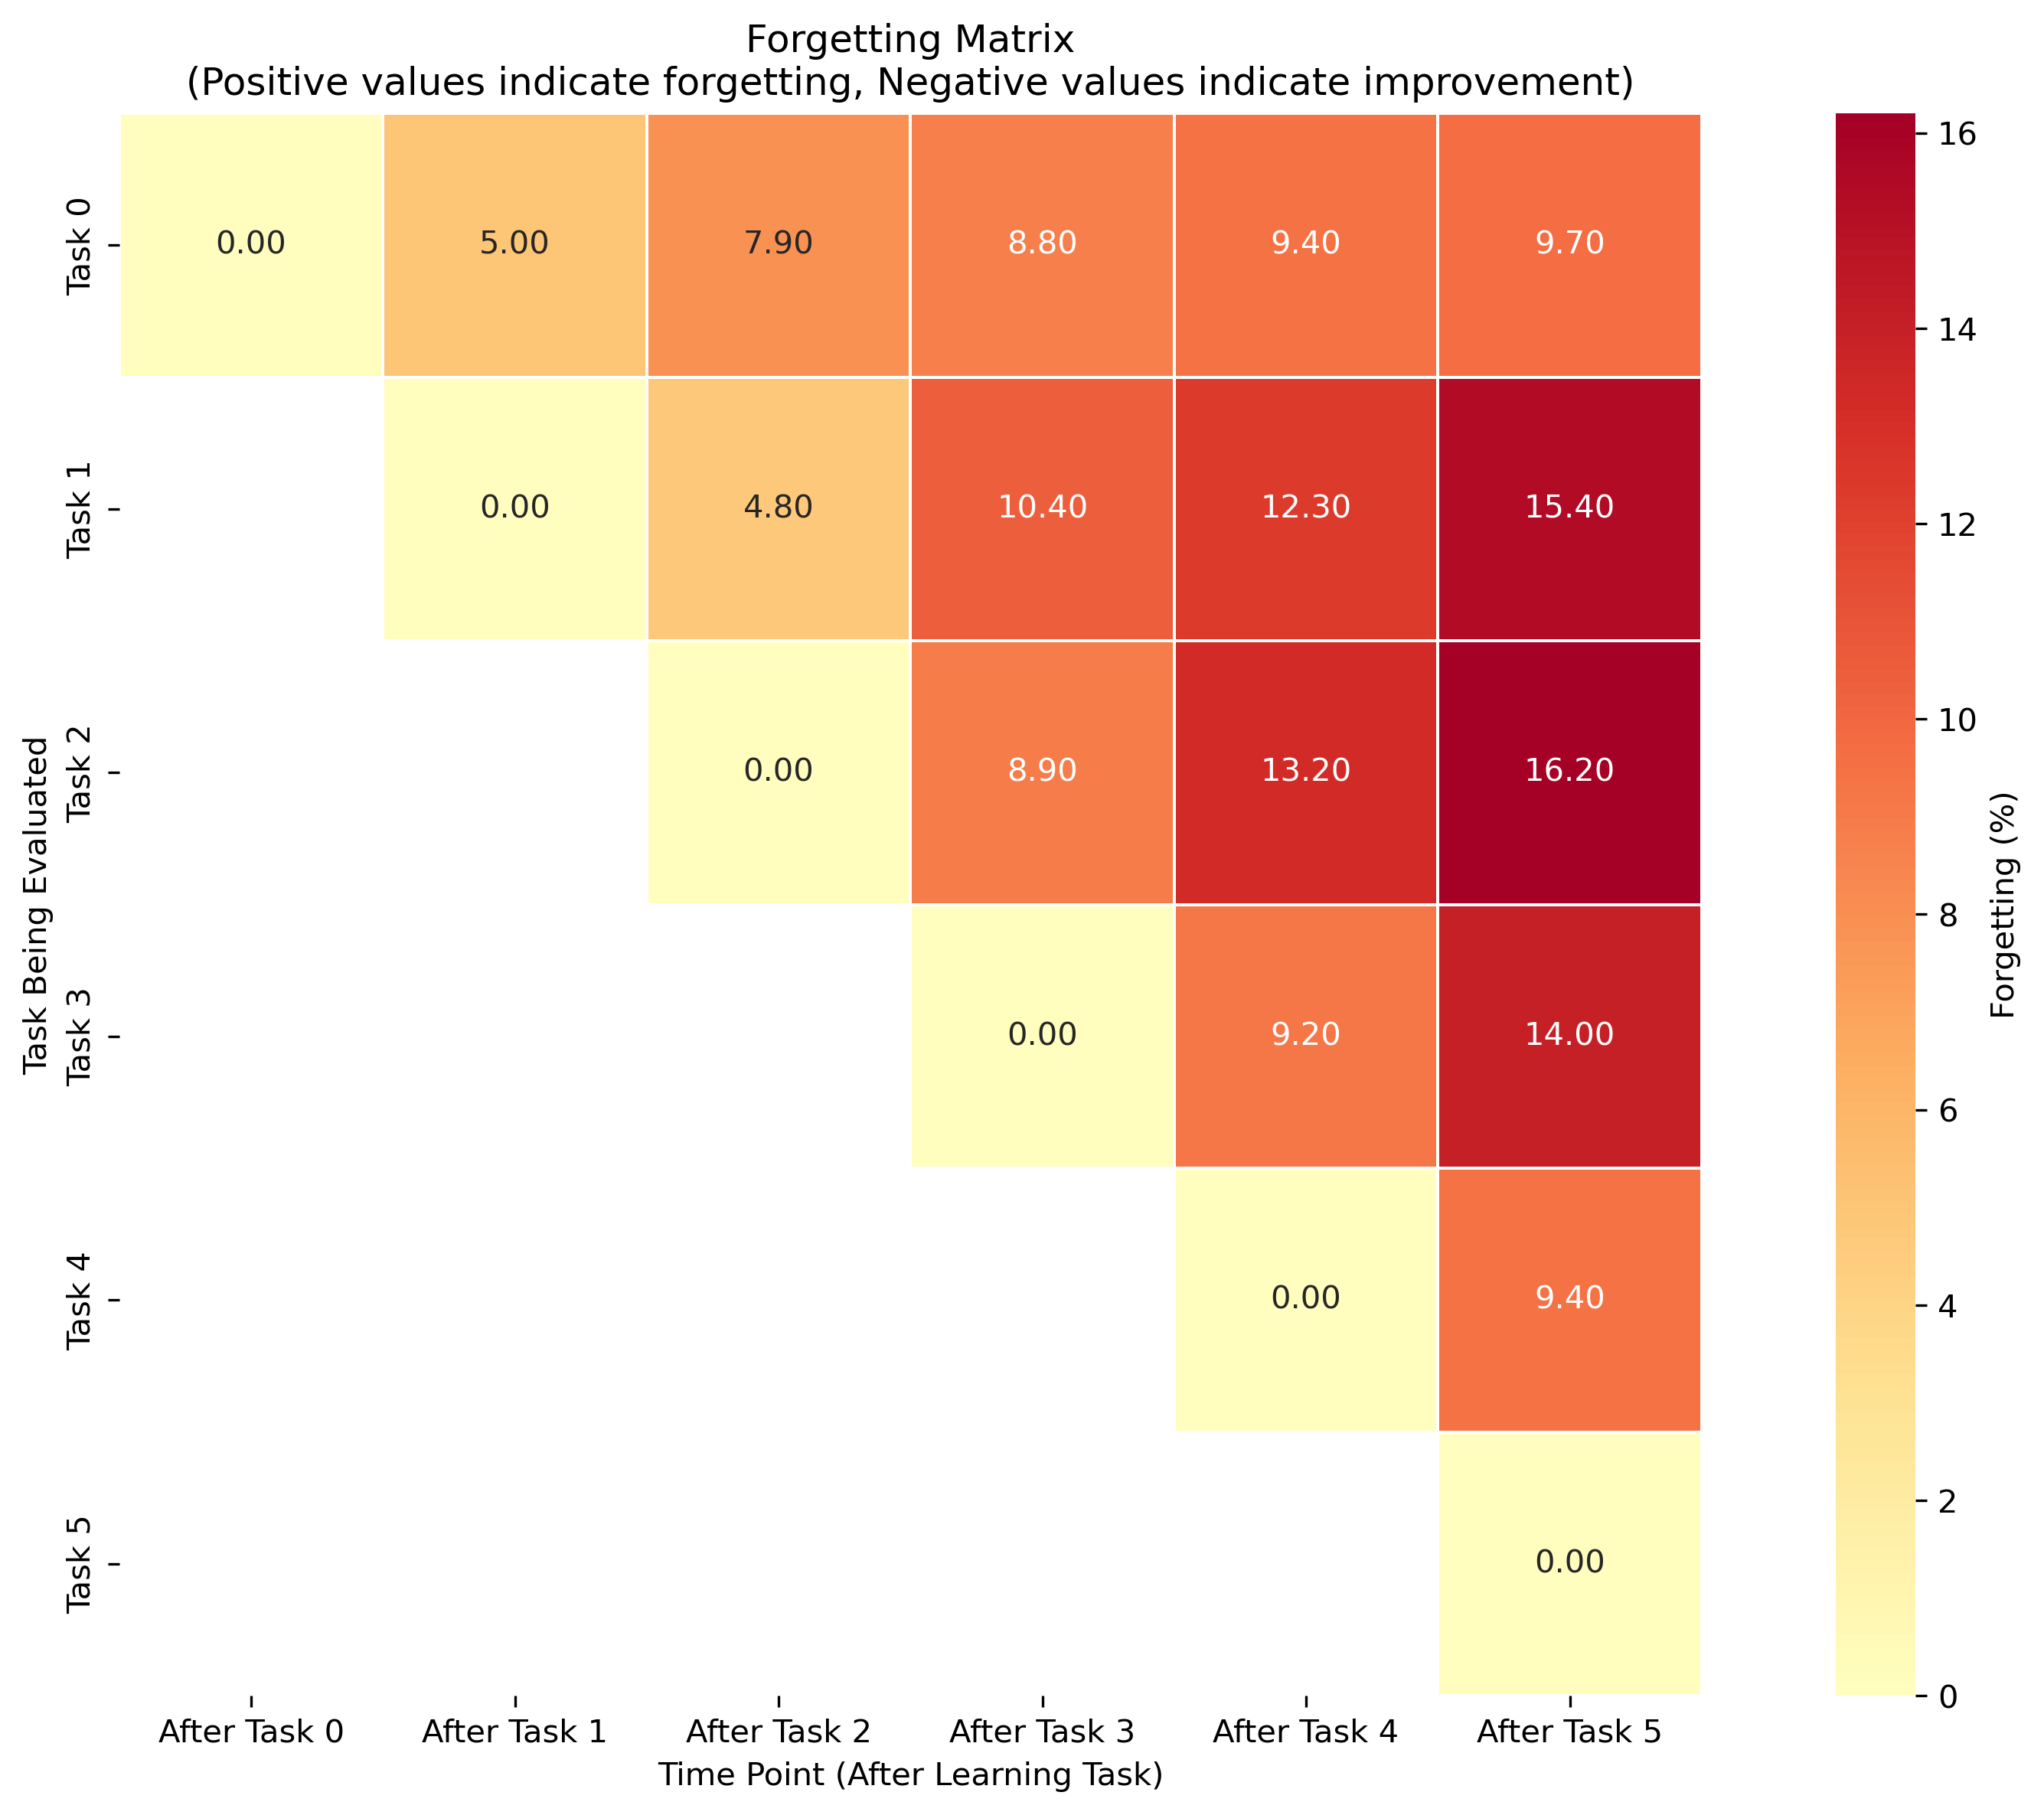 Forgetting Matrix
(Positive values indicate forgetting, Negative values indicate improvement)
Task Being Evaluated
Task 0
0.00
5.00
7.90
8.80
9.40
9.70
Task 1
0.00
4.80
10.40
12.30
15.40
Task 2
0.00
8.90
13.20
16.20
Task 3
0.00
9.20
14.00
Task 4
0.00
9.40
Task 5
0.00
After Task 0
After Task 1
After Task 2
After Task 3
After Task 4
After Task 5
Time Point (After Learning Task)
16
14
12
10
8
6
4
2
0
Forgetting (%)